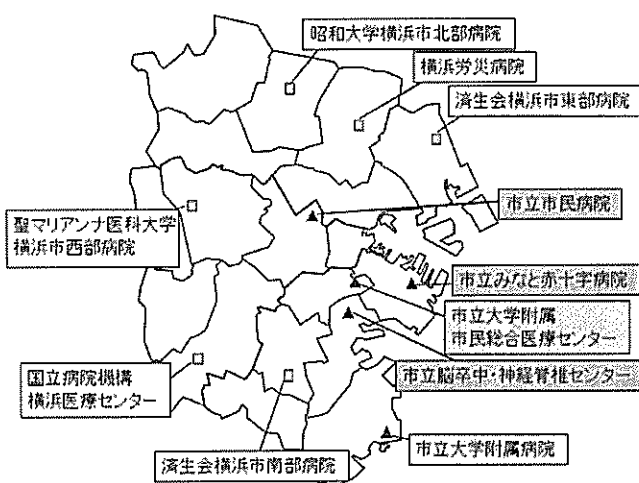 昭和大学横浜市北部病院
横浜労災病院
済生会横浜市東部病院
市立市民病院
聖マリアンナ医科大学
横浜市西部病院
市立みなと赤十字病院
市立大学附属
市民総合医療センター
国立病院機構
横浜医療センター
市立脳卒中・神経脊椎センター
済生会横浜市南部病院
市立大学附属病院